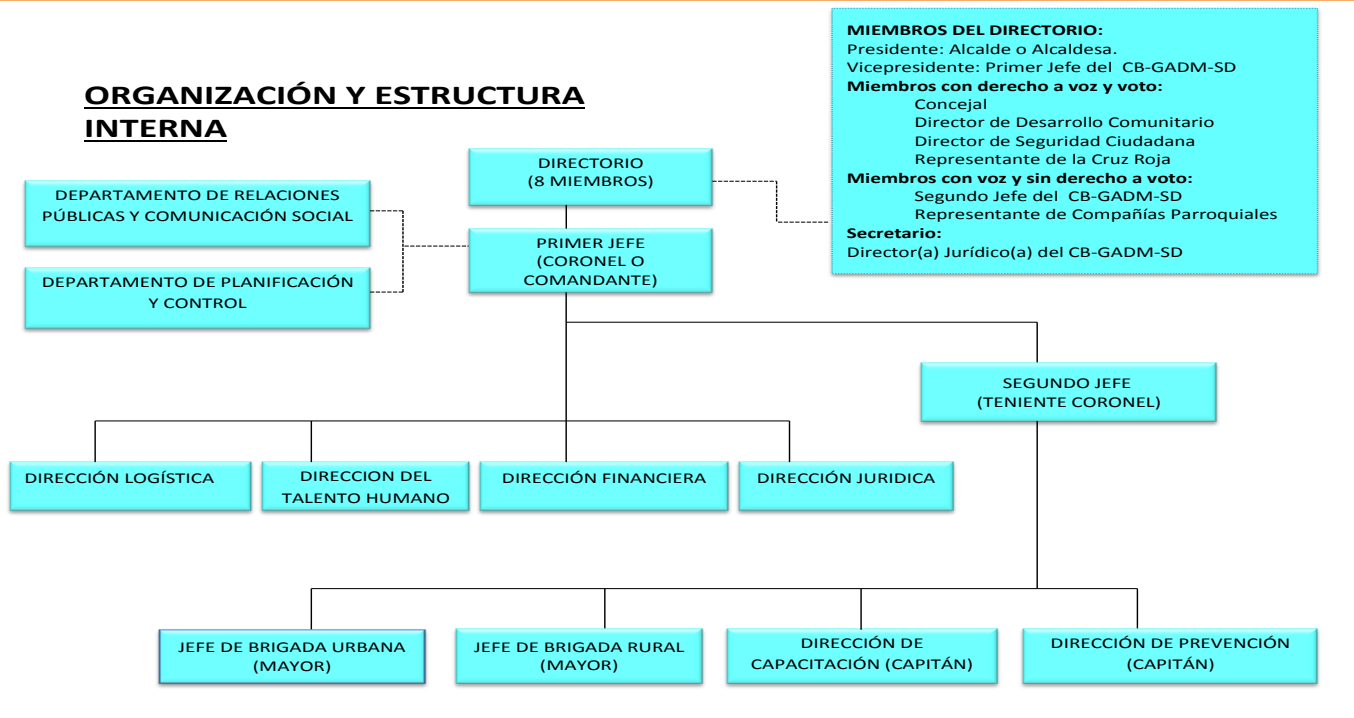 MIEMBROS DEL DIRECTORIO:
Presidente: Alcalde o Alcaldesa.
Vicepresidente: Primer Jefe del CB-GADM-SD
Miembros con derecho a voz y voto:
Concejal
Director de Desarrollo Comunitario
Director de Seguridad Ciudadana
Representante de la Cruz Roja
Miembros con voz y sin derecho a voto:
Segundo Jefe del CB-GADM-SD
Representante de Compañías Parroquiales
Secretario:
Director(a) Jurídico(a) del CB-GADM-SD
ORGANIZACIÓN Y ESTRUCTURA
INTERNA
DIRECTORIO
(8 MIEMBROS)
DEPARTAMENTO DE RELACIONES
PÚBLICAS Y COMUNICACIÓN SOCIAL
PRIMER JEFE
(CORONEL O
COMANDANTE)
DEPARTAMENTO DE PLANIFICACIÓN
Y CONTROL
SEGUNDO JEFE
(TENIENTE CORONEL)
DIRECCIÓN LOGÍSTICA
DIRECCION DEL
TALENTO HUMANO
DIRECCIÓN FINANCIERA
DIRECCIÓN JURIDICA
JEFE DE BRIGADA URBANA
(MAYOR)
JEFE DE BRIGADA RURAL
(MAYOR)
DIRECCIÓN DE
CAPACITACIÓN (CAPITÁN)
DIRECCIÓN DE PREVENCIÓN
(CAPITÁN)